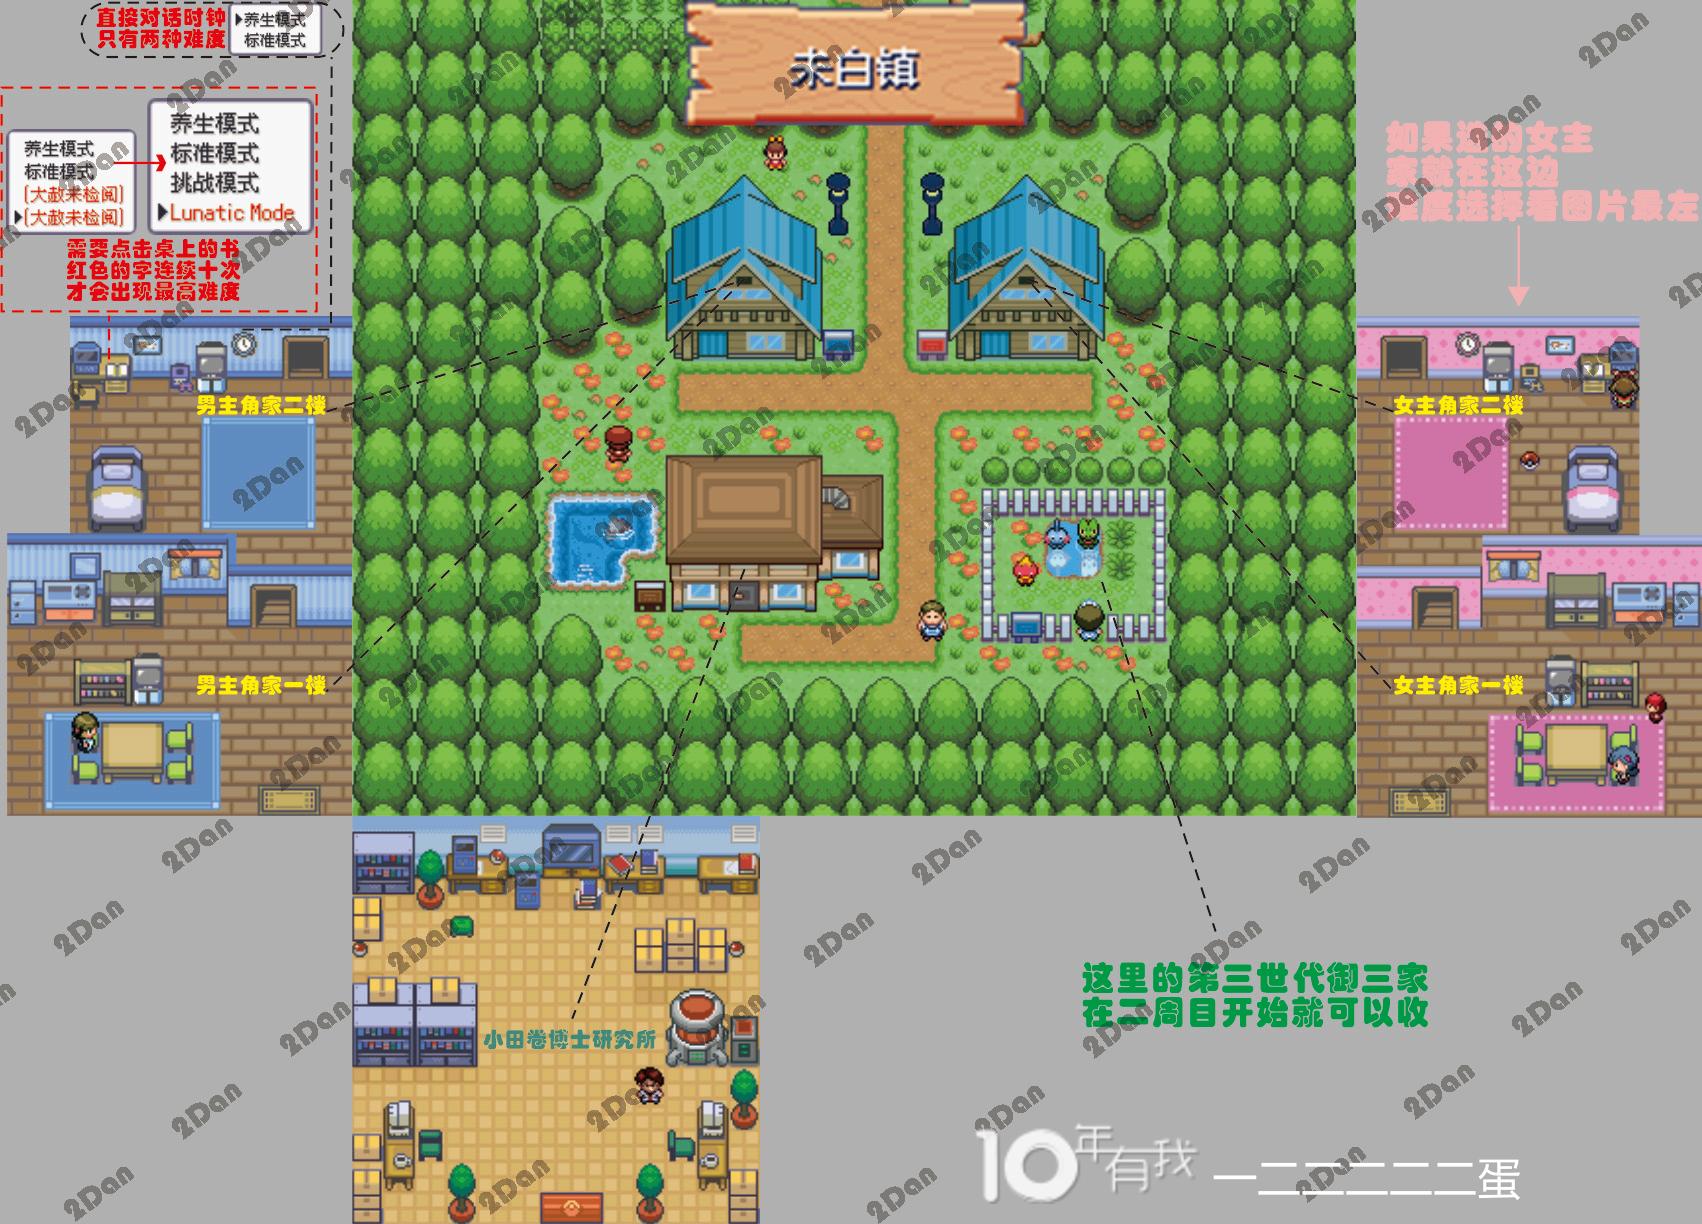 直接对话时钟
只有两种难度
养生模式
标准模式
未白镇
养生模式
标准模式
(大赦未检阅)
(大赦未检阅)
养生模式
标准模式
挑战模式
Lunatic Mode
需要点击桌上的书
红色的字连续十次
才会出现最高难度
如果选的女主
家就在这边
难度选择看图片最左
男主角家二楼
女主角家二楼
男主角家一楼
女主角家一楼
小田卷博士研究所
这里的第三世代御三家
在二周目开始就可以收
10年有我
一二二二二二蛋
2Dan